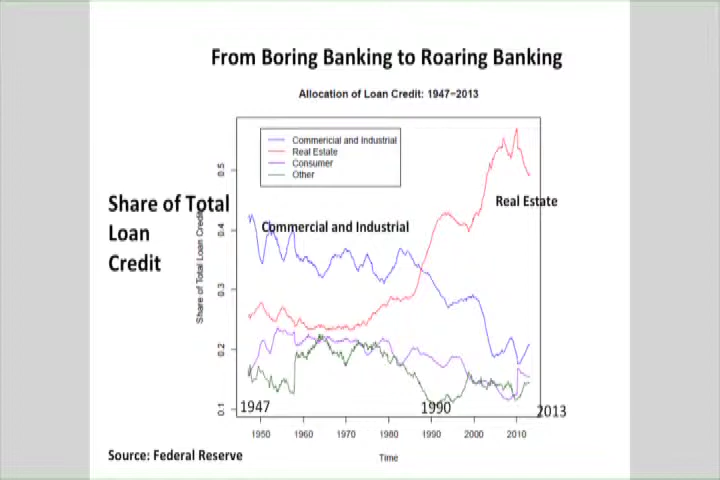 From Boring Banking to Roaring Banking
Allocation of Loan Credit: 1947−2013
Commericial and Industrial
Real Estate
Consumer
Other
Share of Total
Loan
Credit
Share of Total Loan Credit
Commercial and Industrial
Real Estate
0.5
0.4
0.3
0.2
0.1
1947
1990
2013
1950 1960 1970 1980 1990 2000 2010
Time
Source: Federal Reserve